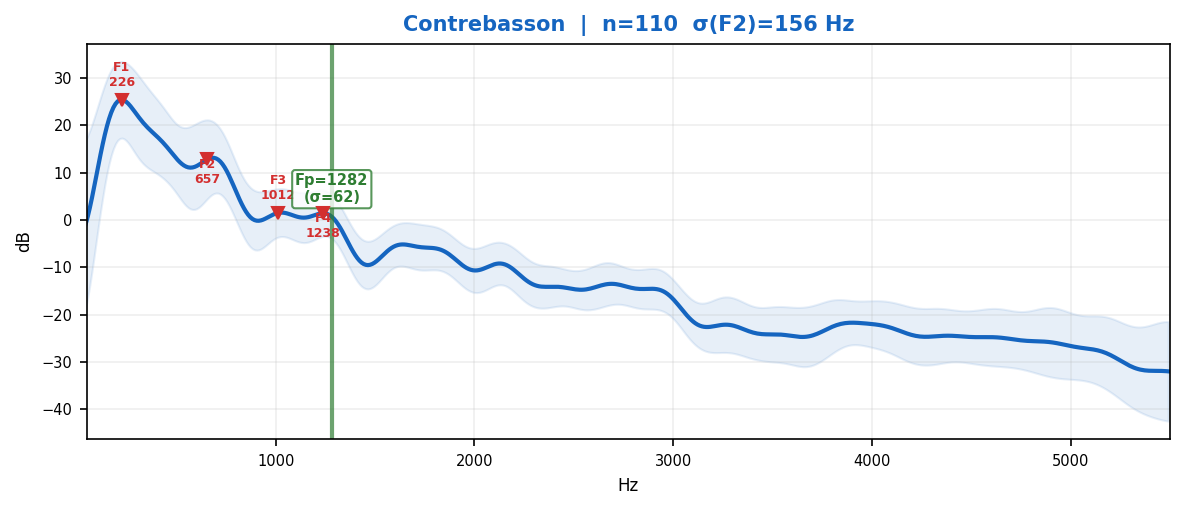 Contrebasson | n=110 σ(F2)=156 Hz
F1
226
F2
657
F3
1012
Fp=1282
(σ=62)
F4
1238
30
20
10
0
−10
−20
−30
−40
dB
1000
2000
3000
4000
5000
Hz